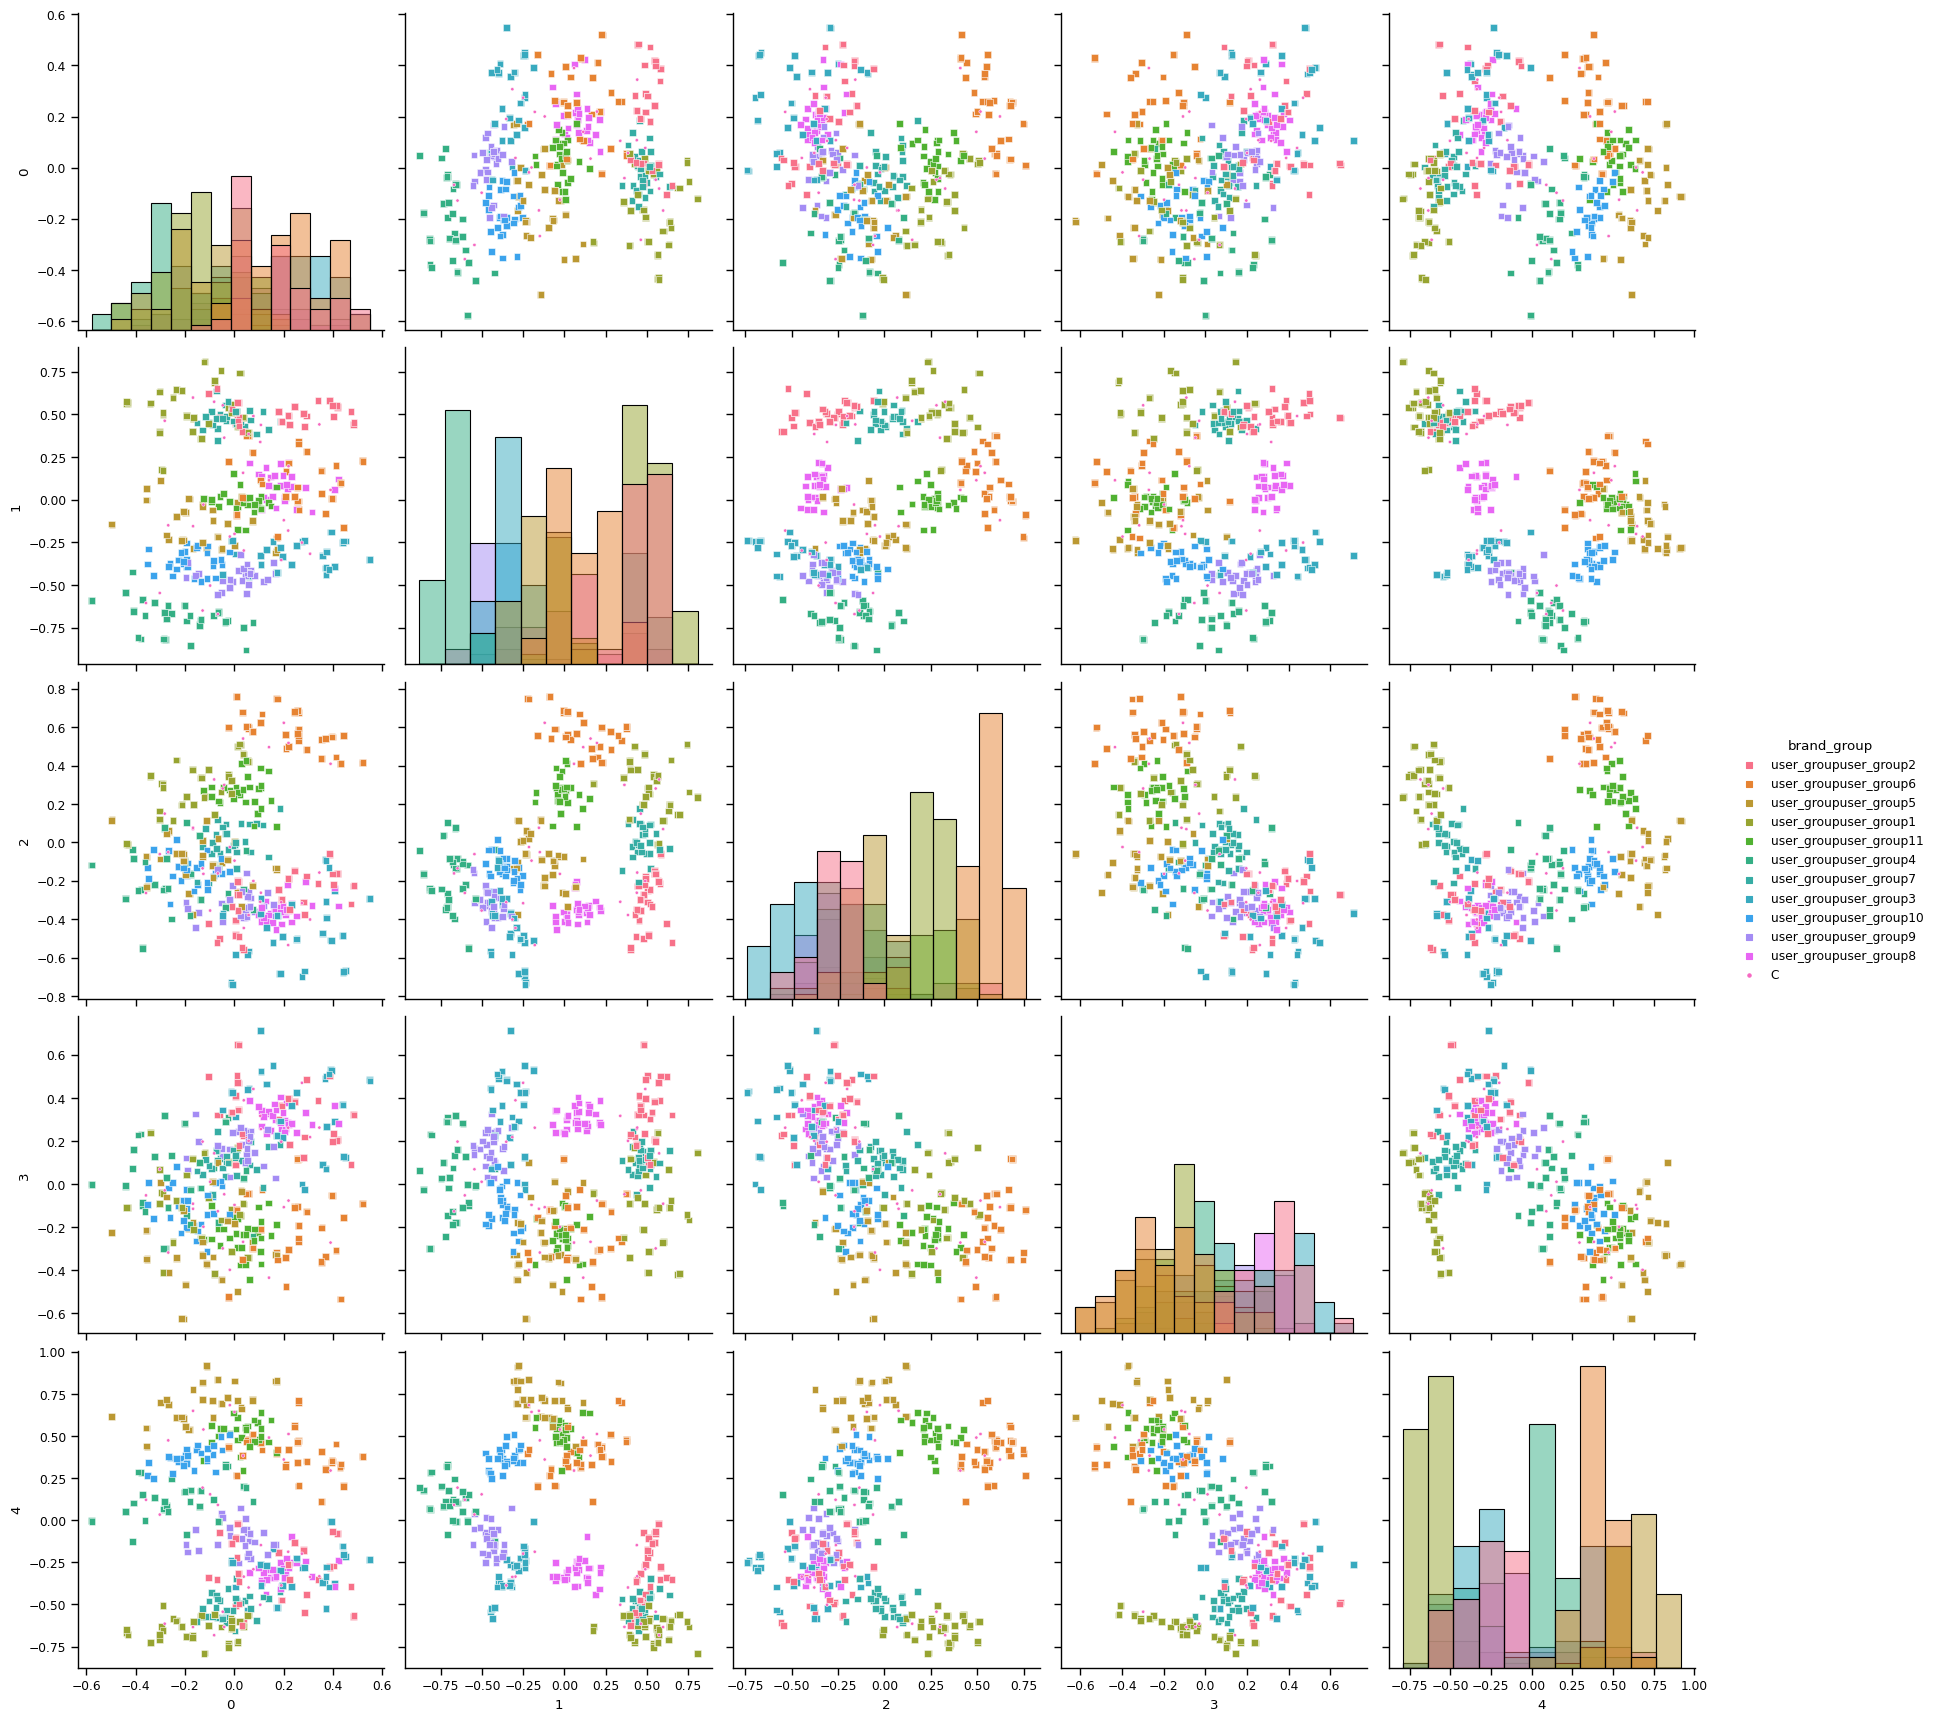 0.6
0.4
0.2
0.0
−0.2
−0.4
−0.6
0
0.75
0.50
0.25
0.00
−0.25
−0.50
−0.75
1
0.8
0.6
0.4
0.2
0.0
−0.2
−0.4
−0.6
−0.8
2
brand_group
user_groupuser_group2
user_groupuser_group6
user_groupuser_group5
user_groupuser_group1
user_groupuser_group11
user_groupuser_group4
user_groupuser_group7
user_groupuser_group3
user_groupuser_group10
user_groupuser_group9
user_groupuser_group8
C
0.6
0.4
0.2
0.0
−0.2
−0.4
−0.6
3
1.00
0.75
0.50
0.25
0.00
−0.25
−0.50
−0.75
4
−0.6 −0.4 −0.2 0.0 0.2 0.4 0.6
0
−0.75 −0.50 −0.25 0.00 0.25 0.50 0.75
1
−0.75 −0.50 −0.25 0.00 0.25 0.50 0.75
2
−0.6 −0.4 −0.2 0.0 0.2 0.4 0.6
3
−0.75 −0.50 −0.25 0.00 0.25 0.50 0.75 1.00
4